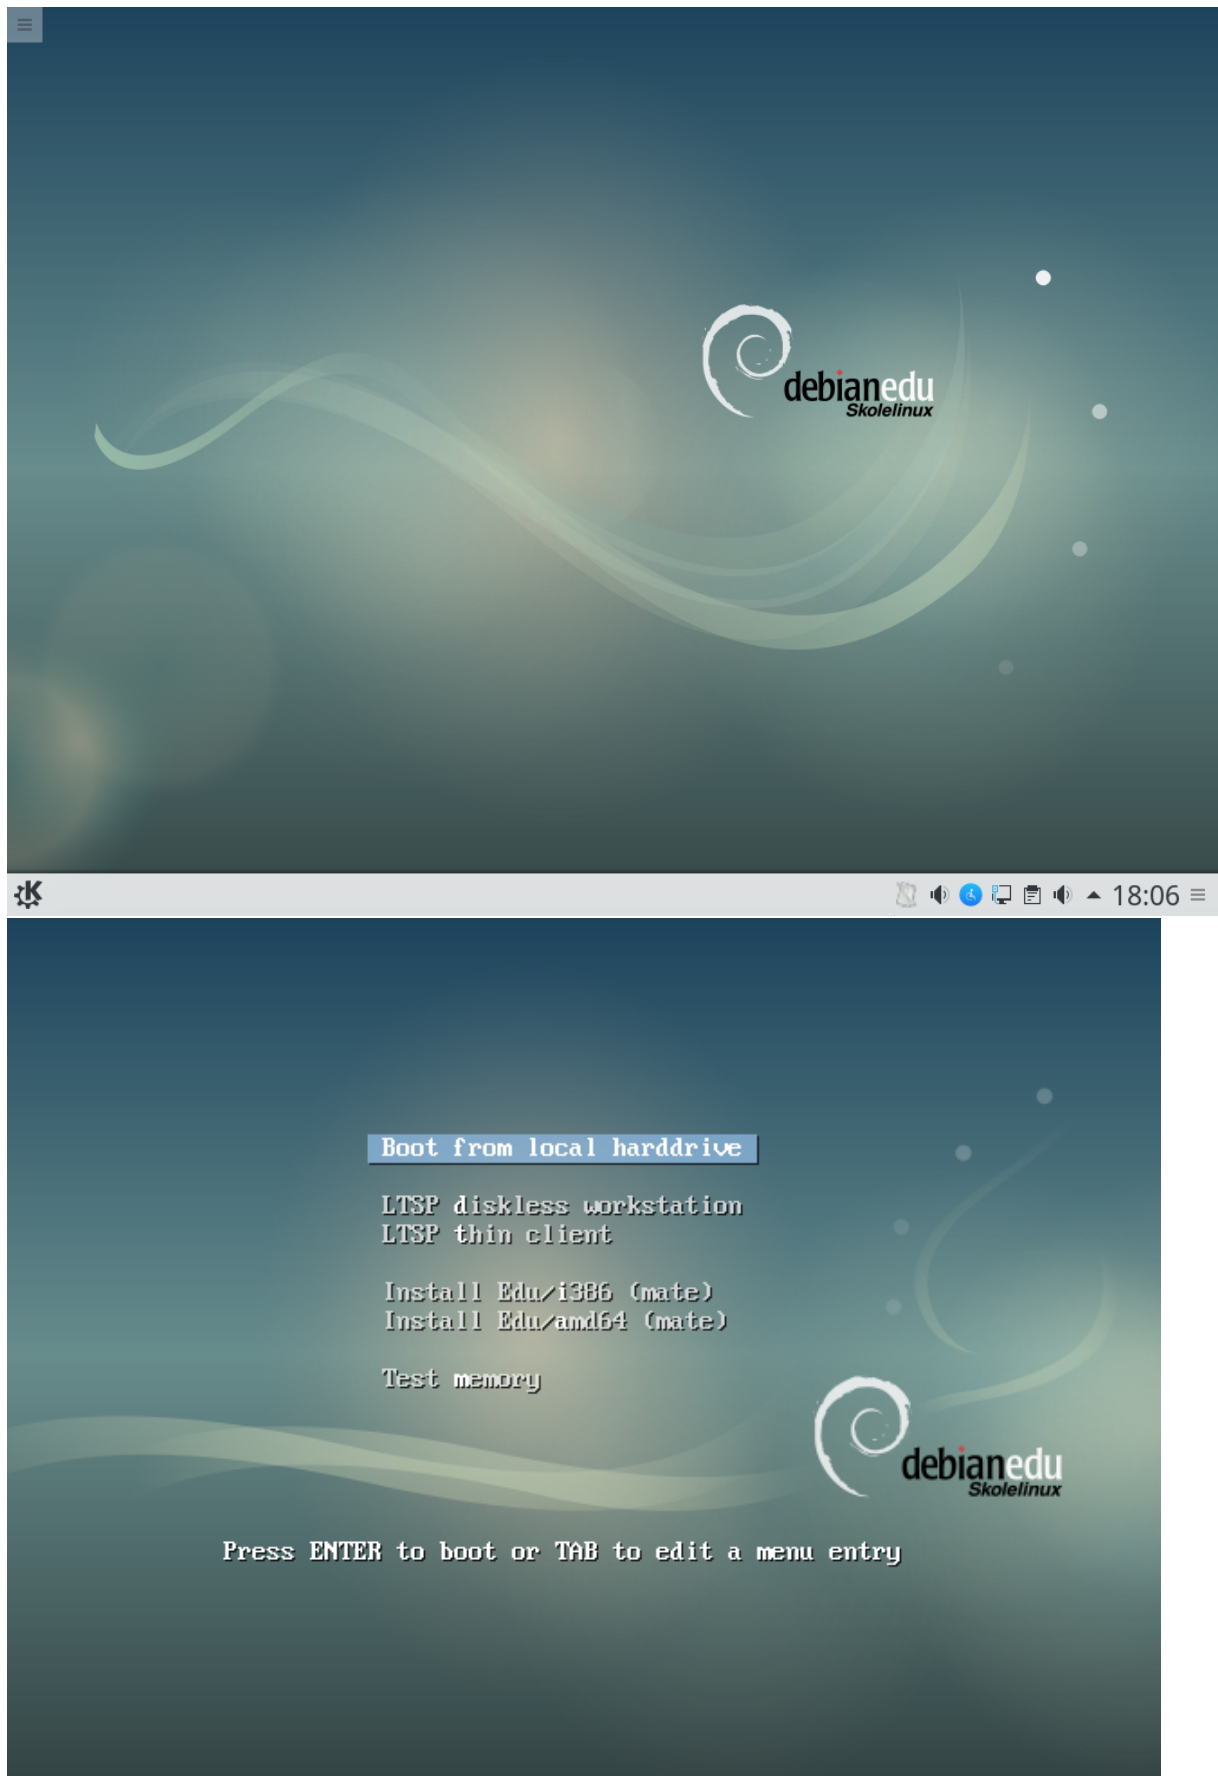 debianedu
Skolelinux
18:06
Boot from local harddrive
LTSP diskless workstation
LTSP thin client
Install Edu/i386 (mate)
Install Edu/amd64 (mate)
Test memory
debianedu
Skolelinux
Press ENTER to boot or TAB to edit a menu entry